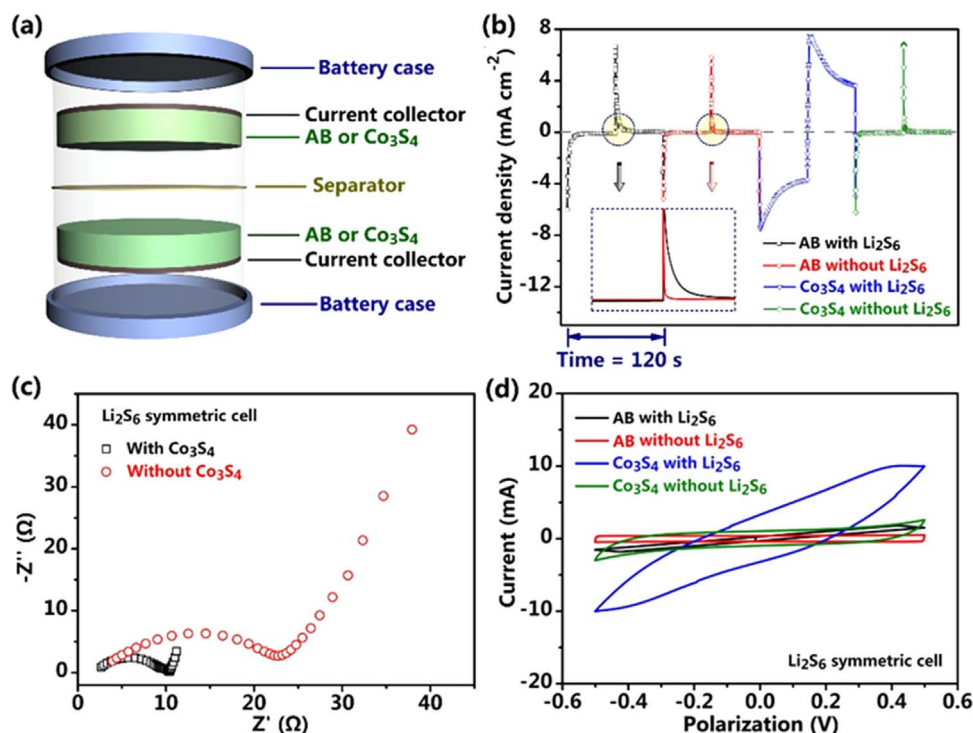 (a)
Battery case
Current collector
AB or Co₃S₄
Separator
AB or Co₃S₄
Current collector
Battery case
(b)
Current density (mA cm⁻²)
8
4
0
-4
-8
-12
AB with Li₂S₆
AB without Li₂S₆
Co₃S₄ with Li₂S₆
Co₃S₄ without Li₂S₆
Time = 120 s
(c)
Li₂S₆ symmetric cell
With Co₃S₄
Without Co₃S₄
-Z'' (Ω)
40
30
20
10
0
0 10 20 30 40
Z' (Ω)
(d)
AB with Li₂S₆
AB without Li₂S₆
Co₃S₄ with Li₂S₆
Co₃S₄ without Li₂S₆
Current (mA)
20
10
0
-10
-20
Li₂S₆ symmetric cell
-0.6 -0.4 -0.2 0.0 0.2 0.4 0.6
Polarization (V)